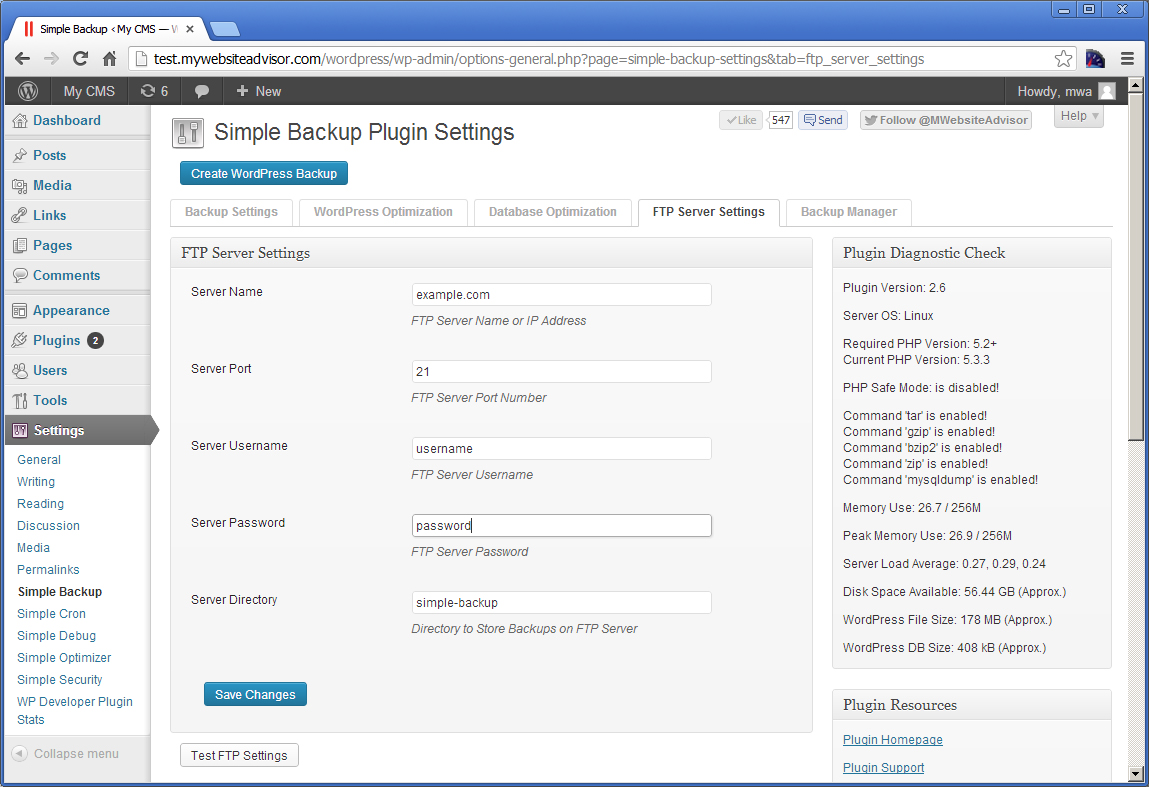 Simple Backup ‹ My CMS — W
test.mywebsiteadvisor.com/wordpress/wp-admin/options-general.php?page=simple-backup-settings&tab=ftp_server_settings
My CMS 6 + New Howdy, mwa
Dashboard
Posts
Media
Links
Pages
Comments
Appearance
Plugins 2
Users
Tools
Settings
General
Writing
Reading
Discussion
Media
Permalinks
Simple Backup
Simple Cron
Simple Debug
Simple Optimizer
Simple Security
WP Developer Plugin
Stats
Collapse menu
Simple Backup Plugin Settings
Like 547 Send Follow @MWebsiteAdvisor Help
Create WordPress Backup
Backup Settings WordPress Optimization Database Optimization FTP Server Settings Backup Manager
FTP Server Settings
Server Name example.com
FTP Server Name or IP Address
Server Port 21
FTP Server Port Number
Server Username username
FTP Server Username
Server Password password
FTP Server Password
Server Directory simple-backup
Directory to Store Backups on FTP Server
Save Changes
Test FTP Settings
Plugin Diagnostic Check
Plugin Version: 2.6
Server OS: Linux
Required PHP Version: 5.2+
Current PHP Version: 5.3.3
PHP Safe Mode: is disabled!
Command 'tar' is enabled!
Command 'gzip' is enabled!
Command 'bzip2' is enabled!
Command 'zip' is enabled!
Command 'mysqldump' is enabled!
Memory Use: 26.7 / 256M
Peak Memory Use: 26.9 / 256M
Server Load Average: 0.27, 0.29, 0.24
Disk Space Available: 56.44 GB (Approx.)
WordPress File Size: 178 MB (Approx.)
WordPress DB Size: 408 kB (Approx.)
Plugin Resources
Plugin Homepage
Plugin Support